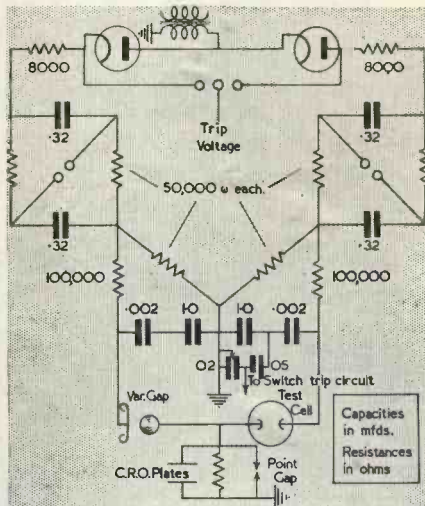 8000
8000
Trip
Voltage
.32
.32
50,000 ω each.
.32
.32
100,000
100,000
.002
1.0
1.0
.002
.02
.05
To Switch trip circuit
Var. Gap
Test
Cell
C.R.O. Plates
Point
Gap
Capacities
in mfds.
Resistances
in ohms